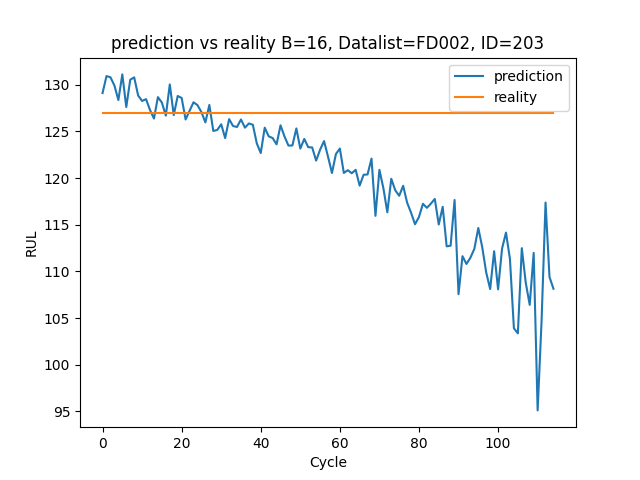 prediction vs reality B=16, Datalist=FD002, ID=203
prediction
reality
130
125
120
115
110
105
100
95
RUL
0 20 40 60 80 100
Cycle